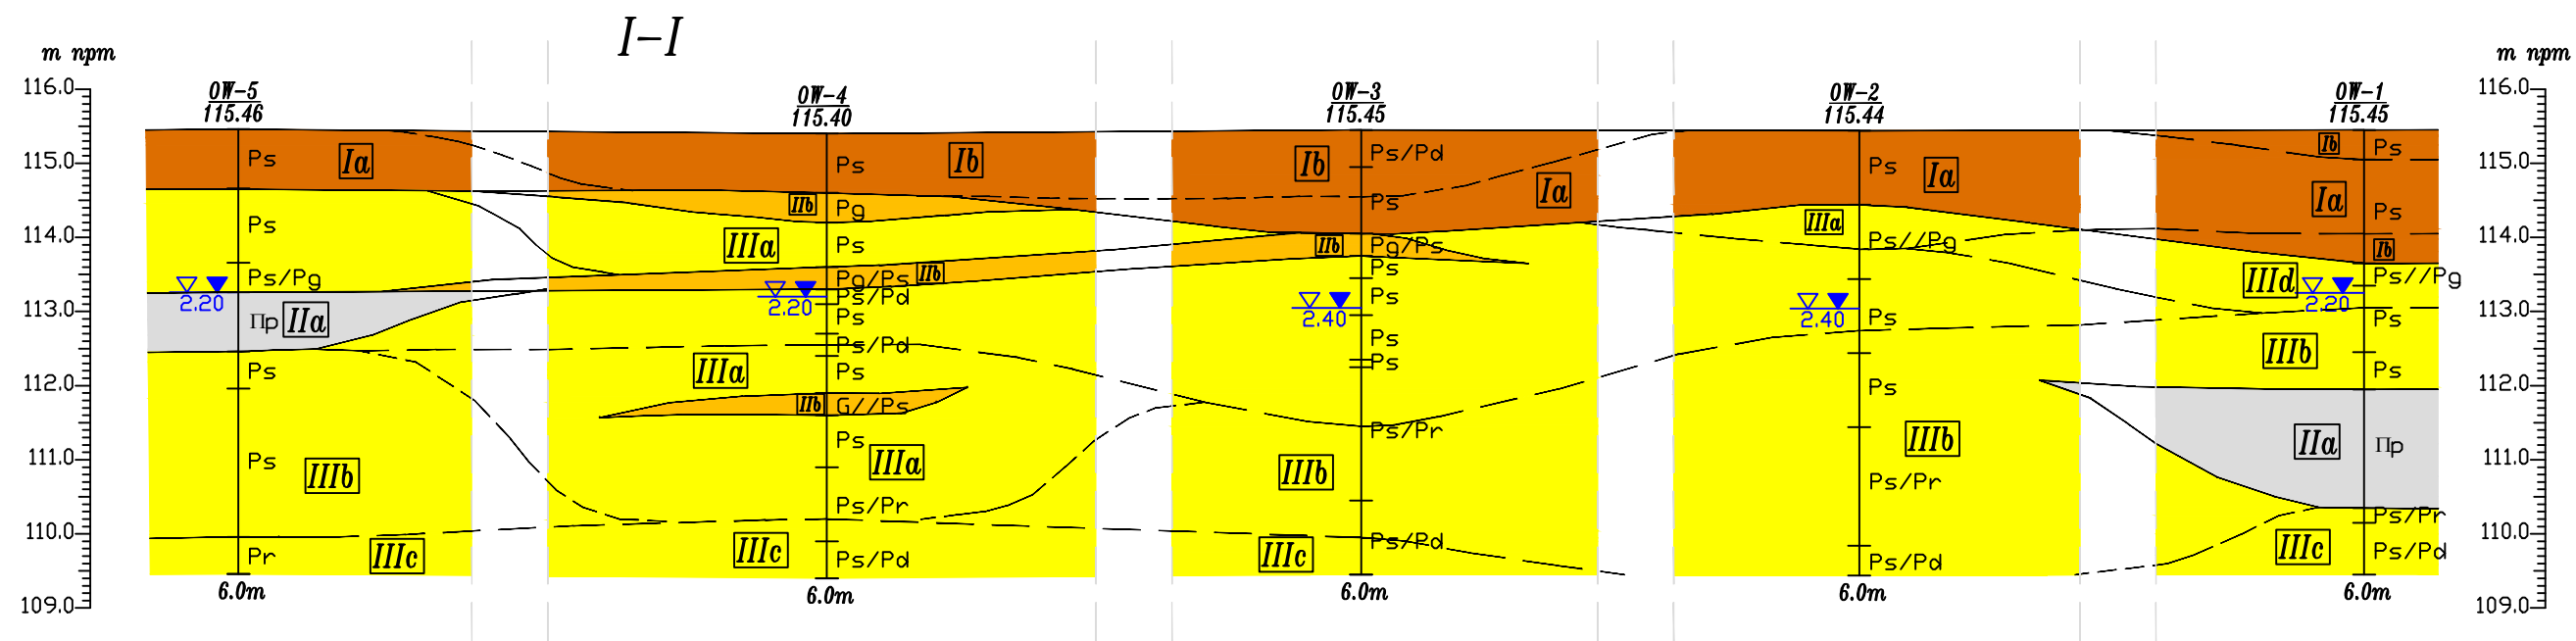 I-I
m npm
m npm
116.0
115.0
114.0
113.0
112.0
111.0
110.0
109.0
OW-5
115.46
Ps
Ia
Ps
Ps/Pg
2.20
Πp
IIa
Ps
Ps
IIIb
Pr
IIIc
6.0m
OW-4
115.40
Ps
Ib
IIb
Pg
IIIa
Ps
Pg/Ps
IIb
2.20
Ps/Pd
Ps
Ps/Pd
IIIa
Ps
IIb
G//Ps
Ps
IIIa
Ps/Pr
IIIc
Ps/Pd
6.0m
OW-3
115.45
Ps/Pd
Ib
Ps
Ia
IIb
Pg/Ps
Ps
Ps
2.40
Ps
Ps
Ps/Pr
IIIb
Ps/Pd
IIIc
6.0m
OW-2
115.44
Ps
Ia
IIIa
Ps//Pg
2.40
Ps
Ps
IIIb
Ps/Pr
Ps/Pd
6.0m
OW-1
115.45
Ib
Ps
Ia
Ps
Ib
IIId
Ps//Pg
2.20
Ps
IIIb
Ps
IIa
Πp
Ps/Pr
IIIc
Ps/Pd
6.0m
116.0
115.0
114.0
113.0
112.0
111.0
110.0
109.0